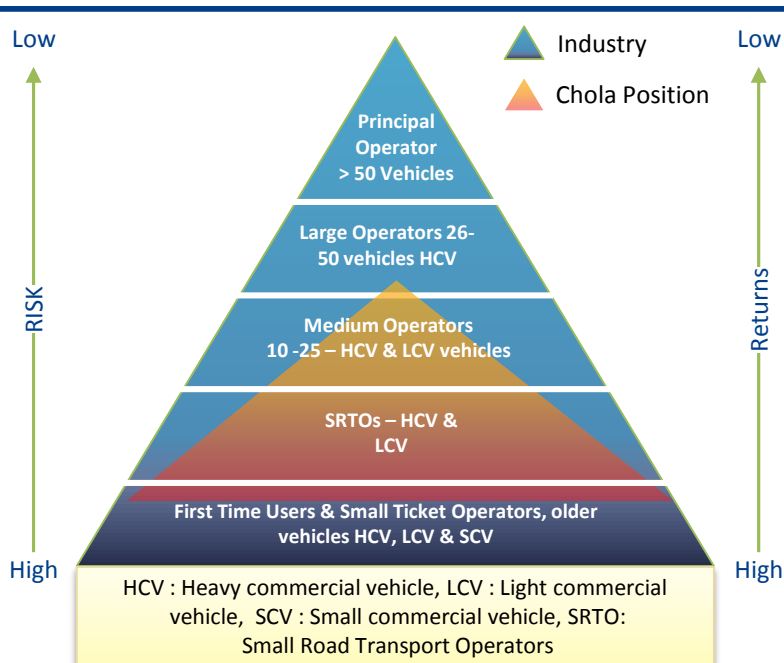 Low
Industry
Chola Position
Low
Principal
Operator
> 50 Vehicles
Large Operators 26-
50 vehicles HCV
RISK
Medium Operators
10 -25 – HCV & LCV vehicles
Returns
SRTOs – HCV &
LCV
First Time Users & Small Ticket Operators, older
vehicles HCV, LCV & SCV
High
High
HCV : Heavy commercial vehicle, LCV : Light commercial
vehicle, SCV : Small commercial vehicle, SRTO:
Small Road Transport Operators